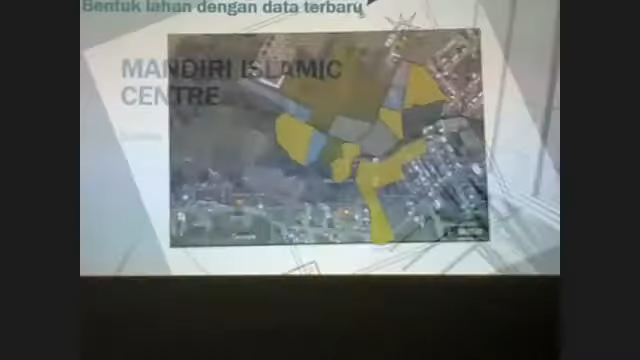 Bentuk lahan dengan data terbaru
MANDIRI ISLAMIC
CENTRE